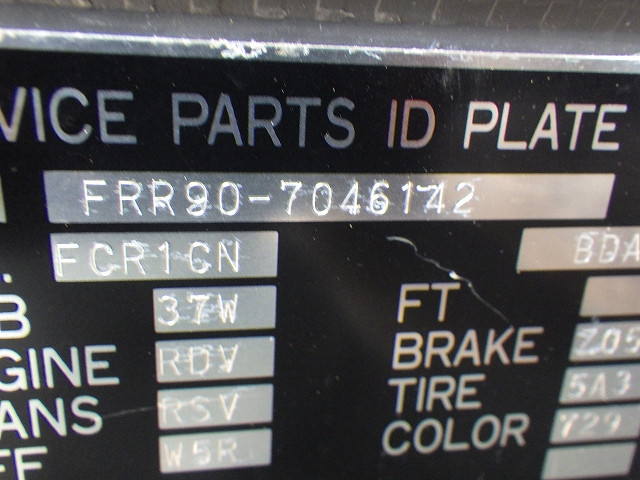 VICE PARTS ID PLATE
FRR90-7046142
FCR1CN BDA
B 37W FT
GINE RDV BRAKE Z05
ANS RSV TIRE 5A3
FF W5R COLOR 729